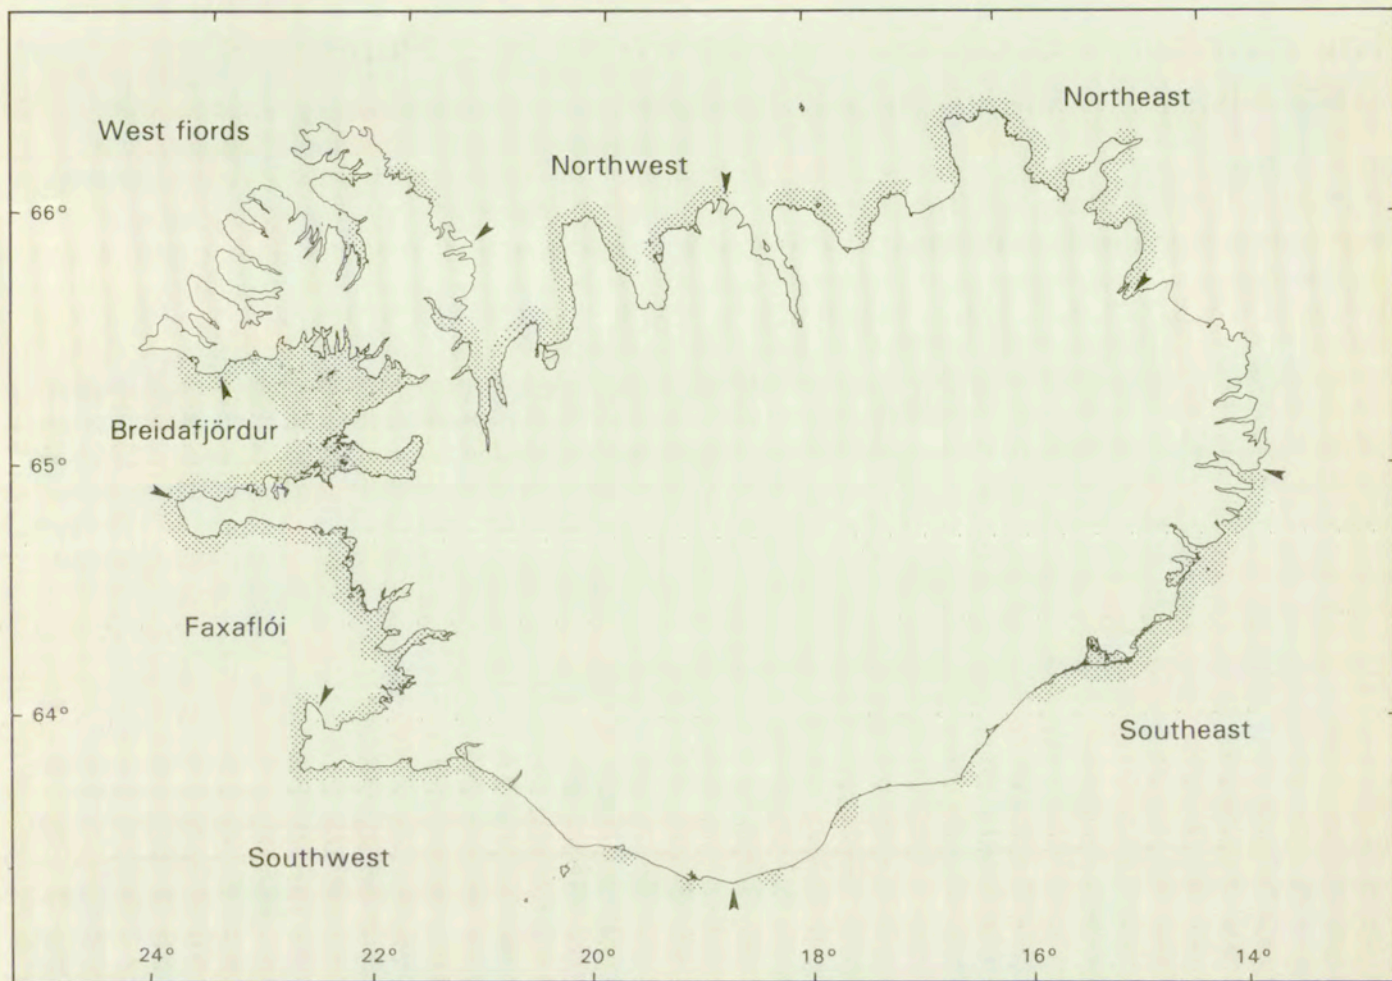 Northeast
West fiords
Northwest
66°
Breidafjördur
65°
Faxaflói
64°
Southeast
Southwest
24° 22° 20° 18° 16° 14°